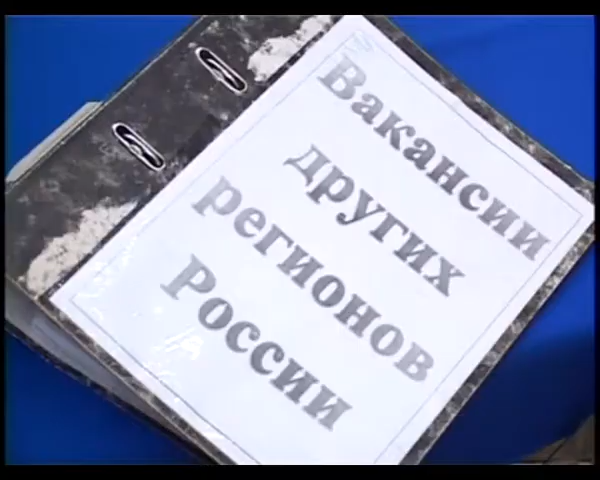 Вакансии
других
регионов
России